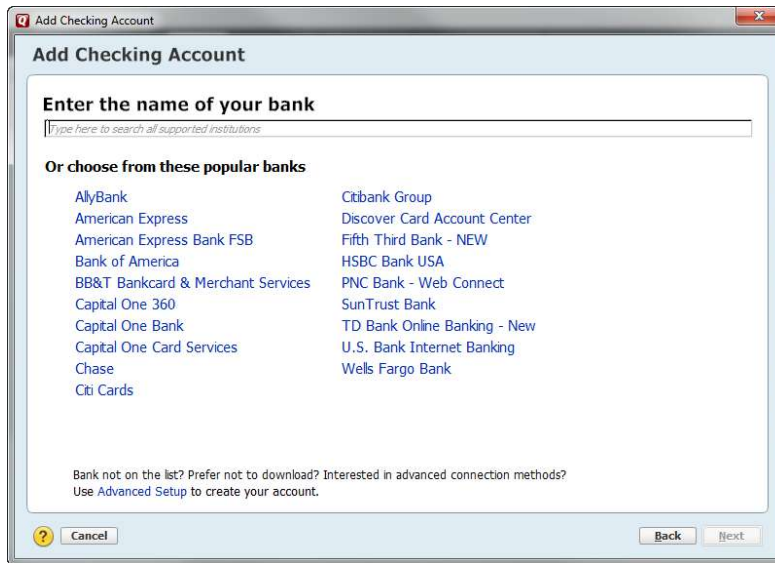 Add Checking Account
Add Checking Account
Enter the name of your bank
Type here to search all supported institutions
Or choose from these popular banks
AllyBank
American Express
American Express Bank FSB
Bank of America
BB&T Bankcard & Merchant Services
Capital One 360
Capital One Bank
Capital One Card Services
Chase
Citi Cards
Citibank Group
Discover Card Account Center
Fifth Third Bank - NEW
HSBC Bank USA
PNC Bank - Web Connect
SunTrust Bank
TD Bank Online Banking - New
U.S. Bank Internet Banking
Wells Fargo Bank
Bank not on the list? Prefer not to download? Interested in advanced connection methods?
Use Advanced Setup to create your account.
? Cancel Back Next